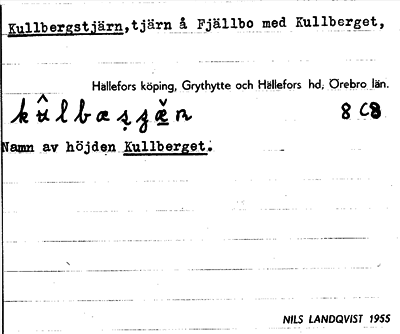 Kullbergstjärn, tjärn å Fjällbo med Kullberget,
Hällefors köping, Grythytte och Hällefors hd, Örebro län.
8 C8
Namn av höjden Kullberget.
NILS LANDQVIST 1955